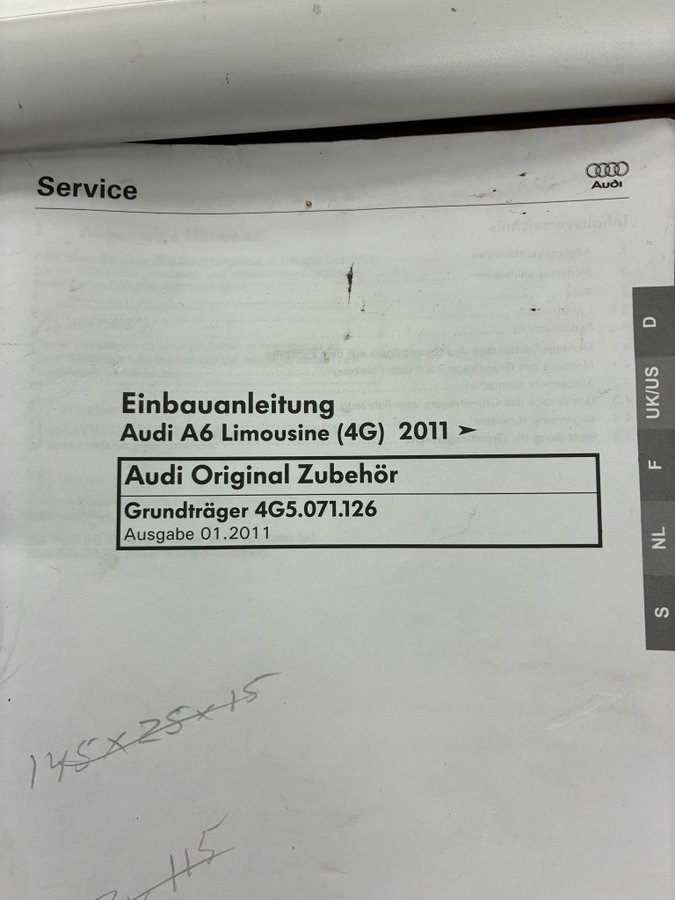 Service
Audi
Einbauanleitung
Audi A6 Limousine (4G) 2011 ➤
Audi Original Zubehör
Grundträger 4G5.071.126
Ausgabe 01.2011
D
UK/US
F
NL
S
145x25x15
115